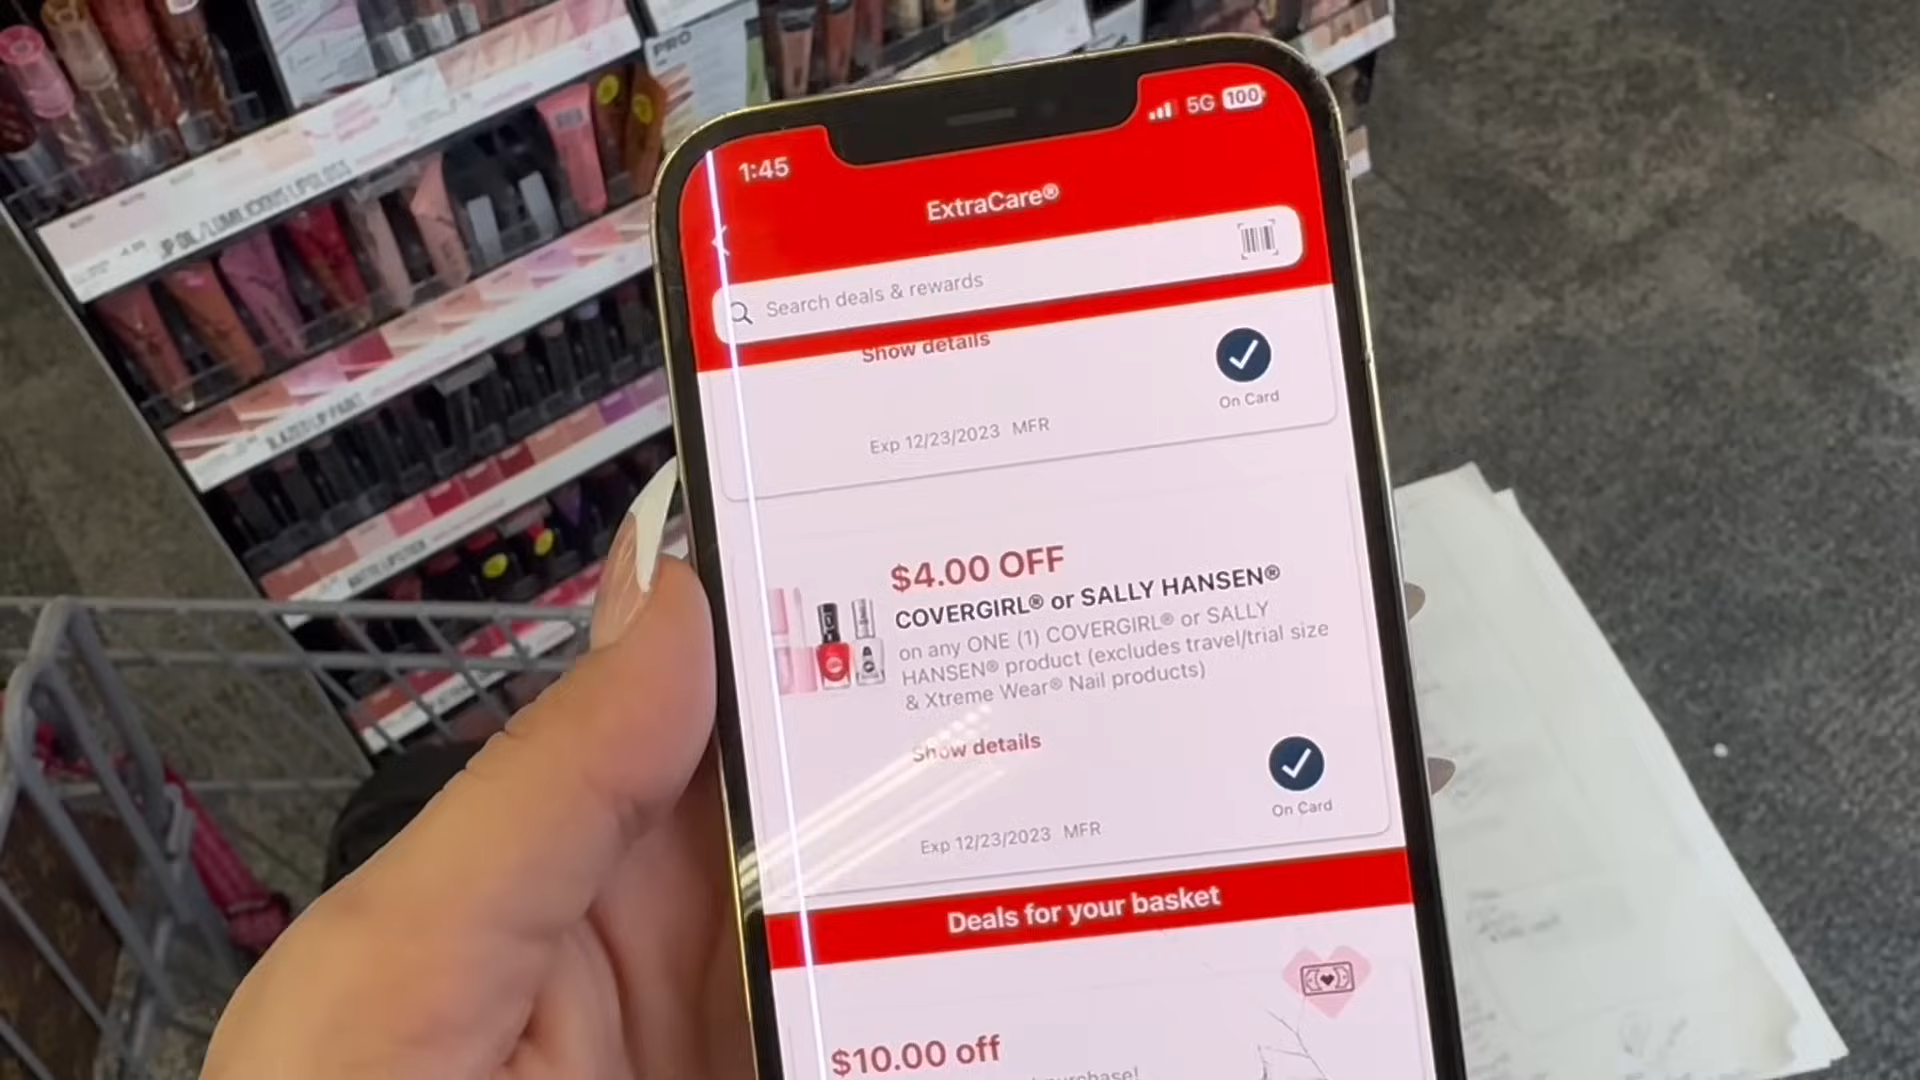 PRO
1:45
5G 100
ExtraCare®
Search deals & rewards
Show details
On Card
Exp 12/23/2023 MFR
$4.00 OFF
COVERGIRL® or SALLY HANSEN®
on any ONE (1) COVERGIRL® or SALLY
HANSEN® product (excludes travel/trial size
& Xtreme Wear® Nail products)
Show details
On Card
Exp 12/23/2023 MFR
Deals for your basket
$10.00 off